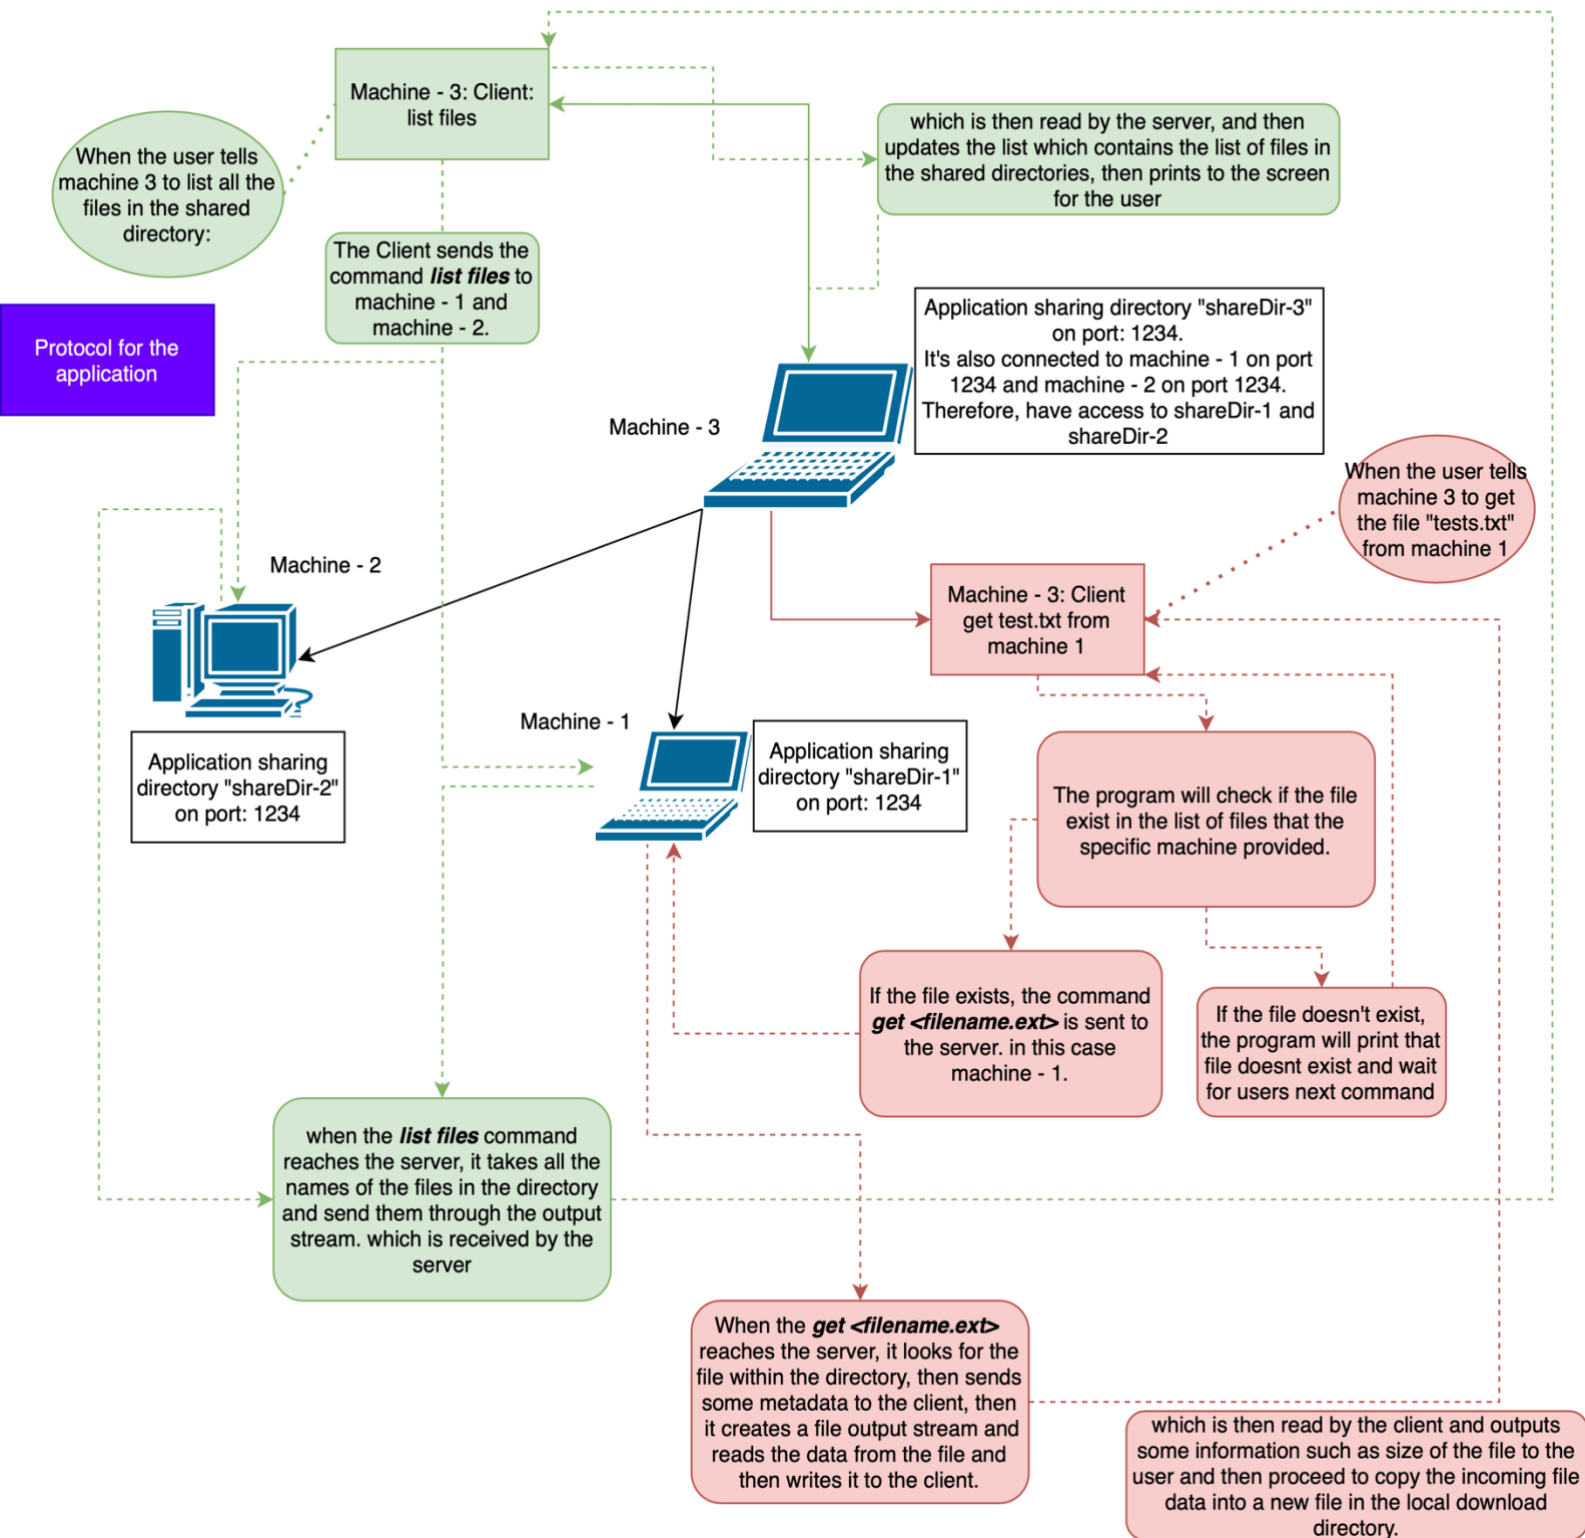 Machine - 3: Client:
list files
When the user tells
machine 3 to list all the
files in the shared
directory:
which is then read by the server, and then
updates the list which contains the list of files in
the shared directories, then prints to the screen
for the user
The Client sends the
command list files to
machine - 1 and
machine - 2.
Protocol for the
application
Application sharing directory "shareDir-3"
on port: 1234.
It's also connected to machine - 1 on port
1234 and machine - 2 on port 1234.
Therefore, have access to shareDir-1 and
shareDir-2
Machine - 3
When the user tells
machine 3 to get
the file "tests.txt"
from machine 1
Machine - 2
Machine - 3: Client
get test.txt from
machine 1
Machine - 1
Application sharing
directory "shareDir-2"
on port: 1234
Application sharing
directory "shareDir-1"
on port: 1234
The program will check if the file
exist in the list of files that the
specific machine provided.
If the file exists, the command
get <filename.ext> is sent to
the server. in this case
machine - 1.
If the file doesn't exist,
the program will print that
file doesnt exist and wait
for users next command
when the list files command
reaches the server, it takes all the
names of the files in the directory
and send them through the output
stream. which is received by the
server
When the get <filename.ext>
reaches the server, it looks for the
file within the directory, then sends
some metadata to the client, then
it creates a file output stream and
reads the data from the file and
then writes it to the client.
which is then read by the client and outputs
some information such as size of the file to the
user and then proceed to copy the incoming file
data into a new file in the local download
directory.